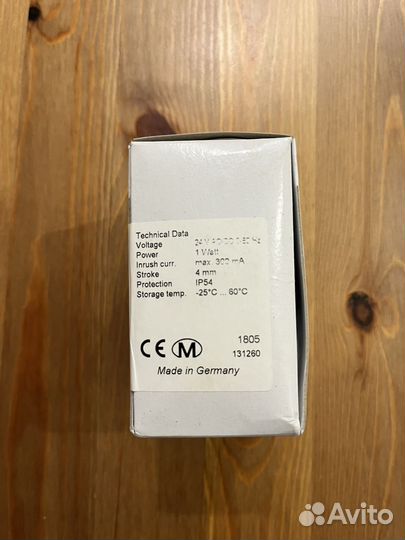 Technical Data
Voltage 24 V AC/DC 0-60 Hz
Power 1 Watt
Inrush curr. max. 302 mA
Stroke 4 mm
Protection IP54
Storage temp. -25°C ... 60°C
CE M 1805
131260
Made in Germany
Avito